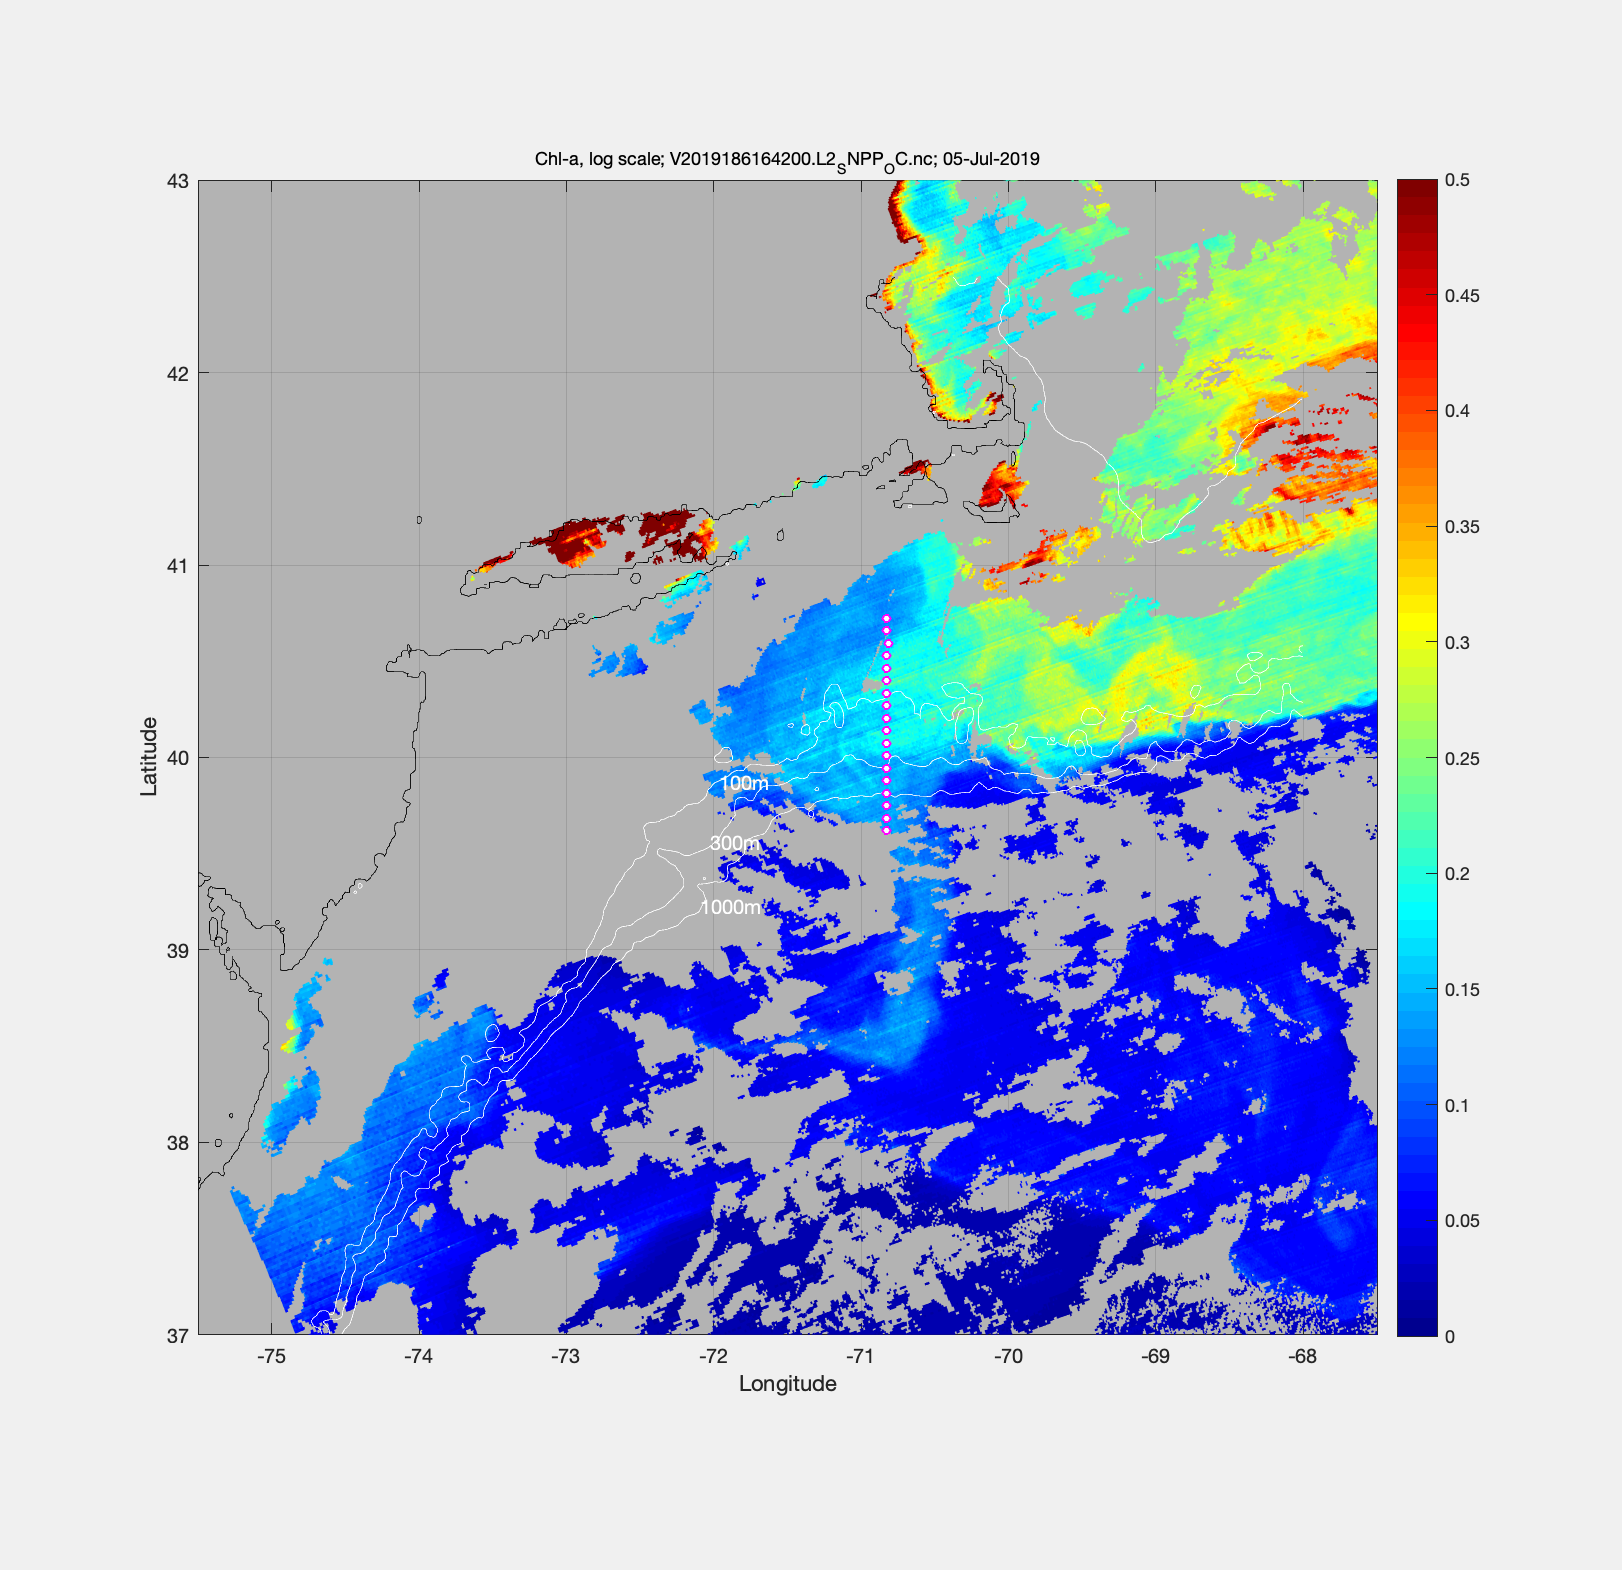 Chl-a, log scale; V2019186164200.L2SNPPOC.nc; 05-Jul-2019
43
42
41
40
39
38
37
Latitude
100m
300m
1000m
-75 -74 -73 -72 -71 -70 -69 -68
Longitude
0.5
0.45
0.4
0.35
0.3
0.25
0.2
0.15
0.1
0.05
0